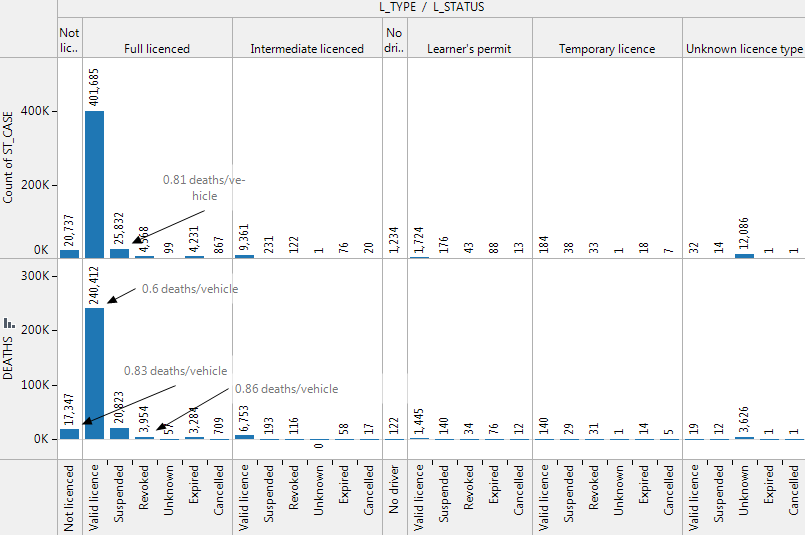 L_TYPE / L_STATUS
Not lic..
Full licenced
Intermediate licenced
No dri..
Learner's permit
Temporary licence
Unknown licence type
Count of ST_CASE
400K
200K
0K
20,737
401,685
25,832
4,568
99
4,231
867
9,361
231
122
1
76
20
1,234
1,724
176
43
88
13
184
38
33
1
18
7
32
14
12,086
1
1
0.81 deaths/ve-
hicle
DEATHS
300K
200K
100K
0K
17,347
240,412
20,823
3,954
57
3,284
709
6,753
193
116
0
58
17
122
1,445
140
34
76
12
140
29
31
1
14
5
19
12
3,626
1
1
0.6 deaths/vehicle
0.83 deaths/vehicle
0.86 deaths/vehicle
Not licenced
Valid licence
Suspended
Revoked
Unknown
Expired
Cancelled
Valid licence
Suspended
Revoked
Unknown
Expired
Cancelled
No driver
Valid licence
Suspended
Revoked
Expired
Cancelled
Valid licence
Suspended
Revoked
Unknown
Expired
Cancelled
Valid licence
Suspended
Unknown
Expired
Cancelled